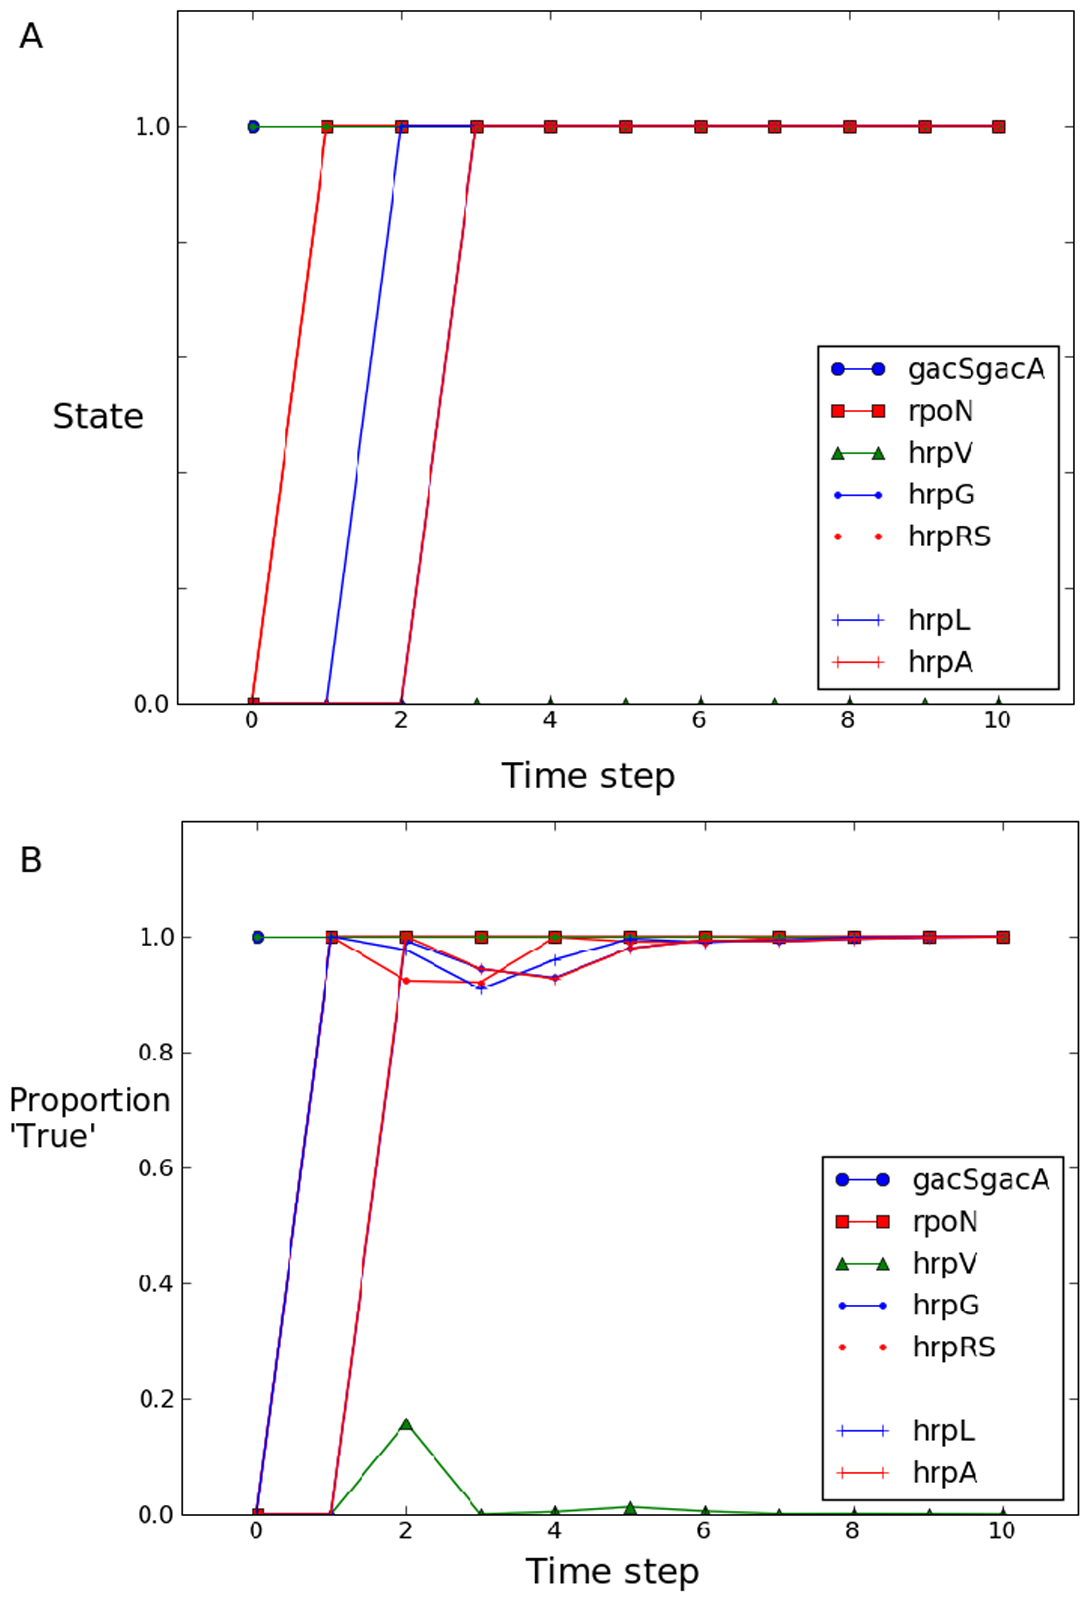 A
1.0
State
0.0
gacSgacA
rpoN
hrpV
hrpG
hrpRS
hrpL
hrpA
0 2 4 6 8 10
Time step
B
1.0
0.8
Proportion
'True'
0.6
0.4
0.2
0.0
gacSgacA
rpoN
hrpV
hrpG
hrpRS
hrpL
hrpA
0 2 4 6 8 10
Time step